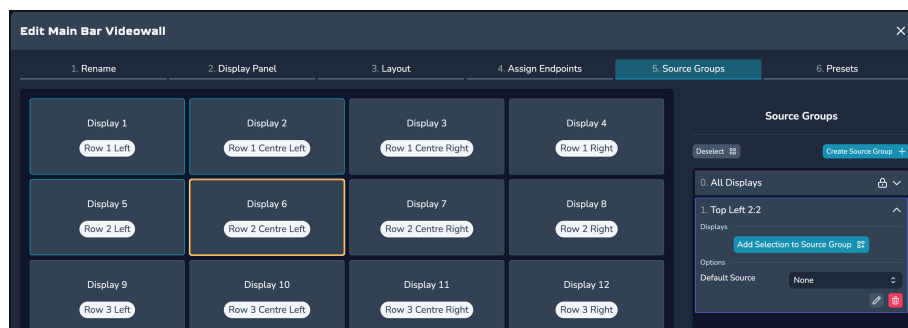 Edit Main Bar Videowall
1. Rename
2. Display Panel
3. Layout
4. Assign Endpoints
5. Source Groups
6. Presets
Display 1
Row 1 Left
Display 2
Row 1 Centre Left
Display 3
Row 1 Centre Right
Display 4
Row 1 Right
Display 5
Row 2 Left
Display 6
Row 2 Centre Left
Display 7
Row 2 Centre Right
Display 8
Row 2 Right
Display 9
Row 3 Left
Display 10
Row 3 Centre Left
Display 11
Row 3 Centre Right
Display 12
Row 3 Right
Source Groups
Deselect
Create Source Group
0. All Displays
1. Top Left 2:2
Displays
Add Selection to Source Group
Options
Default Source
None